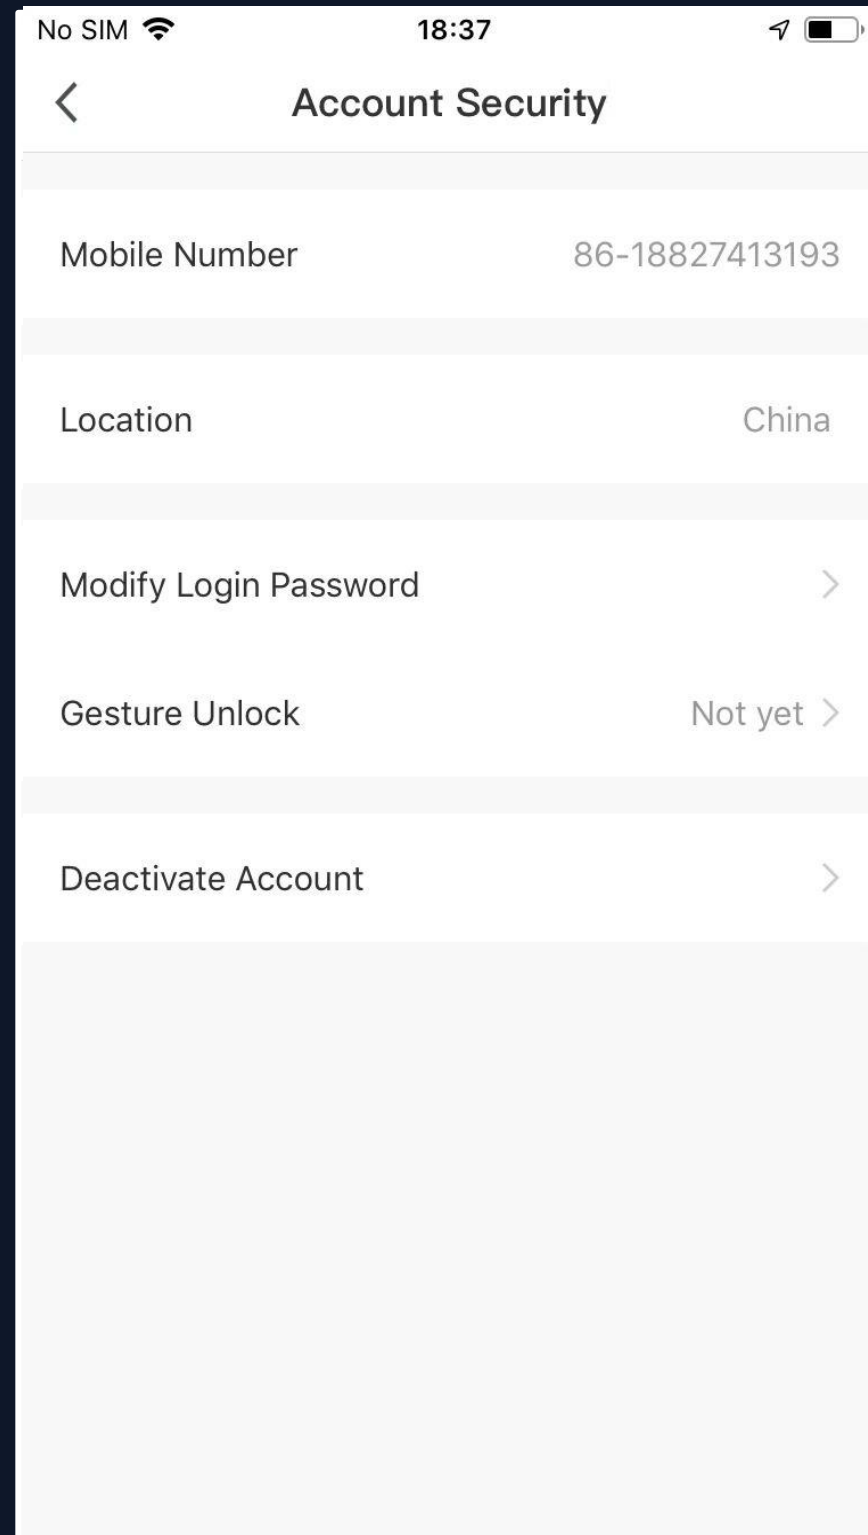 No SIM 18:37
Account Security
Mobile Number 86-18827413193
Location China
Modify Login Password
Gesture Unlock Not yet
Deactivate Account